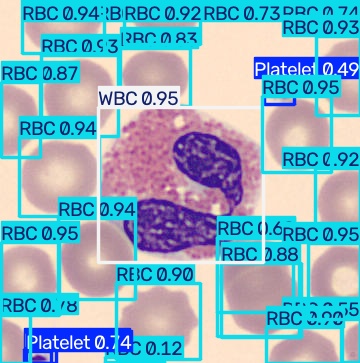 RBC 0.94
RBC 0.92
RBC 0.73
RBC 0.74
RBC 0.93
RBC 0.93
RBC 0.83
Platelet 0.49
RBC 0.87
RBC 0.95
WBC 0.95
RBC 0.94
RBC 0.92
RBC 0.94
RBC 0.95
RBC 0.95
RBC 0.88
RBC 0.90
RBC 0.78
RBC 0.90
Platelet 0.74
0.12